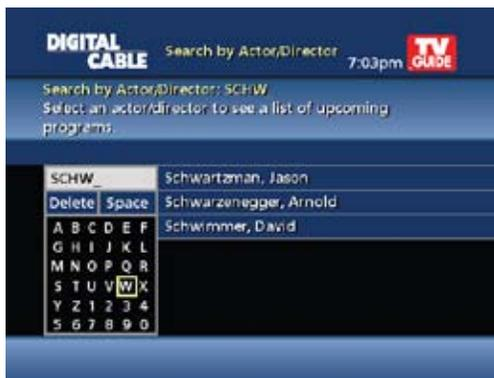 DIGITAL
CABLE
Search by Actor/Director
7:03pm
TV
GUIDE
Search by Actor/Director: SCHW
Select an actor/director to see a list of upcoming
programs.
SCHW_
Schwartzman, Jason
Delete Space
Schwarzenegger, Arnold
A B C D E F
Schwimmer, David
G H I J K L
M N O P Q R
S T U V W X
Y Z 1 2 3 4
5 6 7 8 9 0